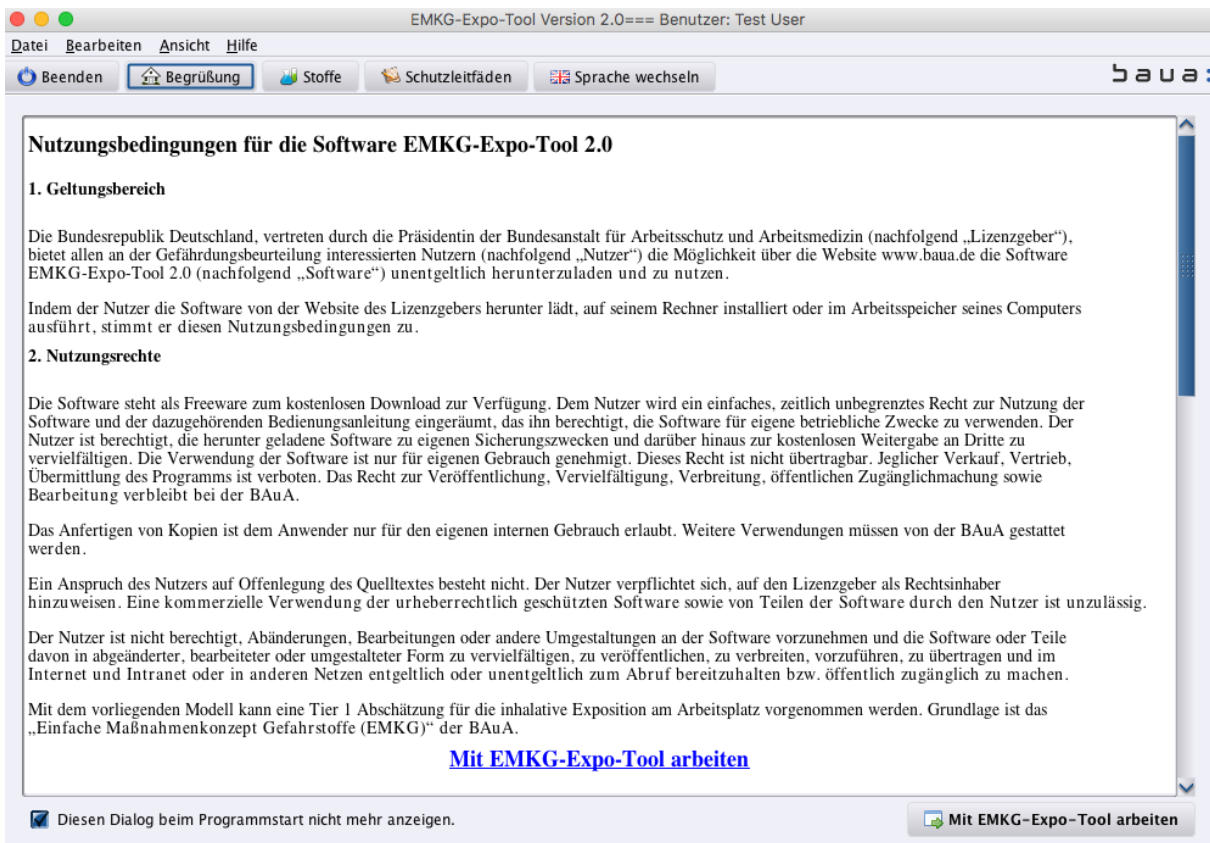 EMKG-Expo-Tool Version 2.0=== Benutzer: Test User
Datei Bearbeiten Ansicht Hilfe
Beenden Begrüßung Stoffe Schutzleitfäden Sprache wechseln baua:
Nutzungsbedingungen für die Software EMKG-Expo-Tool 2.0
1. Geltungsbereich
Die Bundesrepublik Deutschland, vertreten durch die Präsidentin der Bundesanstalt für Arbeitsschutz und Arbeitsmedizin (nachfolgend „Lizenzgeber“),
bietet allen an der Gefährdungsbeurteilung interessierten Nutzern (nachfolgend „Nutzer“) die Möglichkeit über die Website www.baua.de die Software
EMKG-Expo-Tool 2.0 (nachfolgend „Software“) unentgeltlich herunterzuladen und zu nutzen.
Indem der Nutzer die Software von der Website des Lizenzgebers herunter lädt, auf seinem Rechner installiert oder im Arbeitsspeicher seines Computers
ausführt, stimmt er diesen Nutzungsbedingungen zu.
2. Nutzungsrechte
Die Software steht als Freeware zum kostenlosen Download zur Verfügung. Dem Nutzer wird ein einfaches, zeitlich unbegrenztes Recht zur Nutzung der
Software und der dazugehörenden Bedienungsanleitung eingeräumt, das ihn berechtigt, die Software für eigene betriebliche Zwecke zu verwenden. Der
Nutzer ist berechtigt, die herunter geladene Software zu eigenen Sicherungszwecken und darüber hinaus zur kostenlosen Weitergabe an Dritte zu
vervielfältigen. Die Verwendung der Software ist nur für eigenen Gebrauch genehmigt. Dieses Recht ist nicht übertragbar. Jeglicher Verkauf, Vertrieb,
Übermittlung des Programms ist verboten. Das Recht zur Veröffentlichung, Vervielfältigung, Verbreitung, öffentlichen Zugänglichmachung sowie
Bearbeitung verbleibt bei der BAuA.
Das Anfertigen von Kopien ist dem Anwender nur für den eigenen internen Gebrauch erlaubt. Weitere Verwendungen müssen von der BAuA gestattet
werden.
Ein Anspruch des Nutzers auf Offenlegung des Quelltextes besteht nicht. Der Nutzer verpflichtet sich, auf den Lizenzgeber als Rechtsinhaber
hinzuweisen. Eine kommerzielle Verwendung der urheberrechtlich geschützten Software sowie von Teilen der Software durch den Nutzer ist unzulässig.
Der Nutzer ist nicht berechtigt, Abänderungen, Bearbeitungen oder andere Umgestaltungen an der Software vorzunehmen und die Software oder Teile
davon in abgeänderter, bearbeiteter oder umgestalteter Form zu vervielfältigen, zu veröffentlichen, zu verbreiten, vorzuführen, zu übertragen und im
Internet und Intranet oder in anderen Netzen entgeltlich oder unentgeltlich zum Abruf bereitzuhalten bzw. öffentlich zugänglich zu machen.
Mit dem vorliegenden Modell kann eine Tier 1 Abschätzung für die inhalative Exposition am Arbeitsplatz vorgenommen werden. Grundlage ist das
„Einfache Maßnahmenkonzept Gefahrstoffe (EMKG)“ der BAuA.
Mit EMKG-Expo-Tool arbeiten
Diesen Dialog beim Programmstart nicht mehr anzeigen. Mit EMKG-Expo-Tool arbeiten